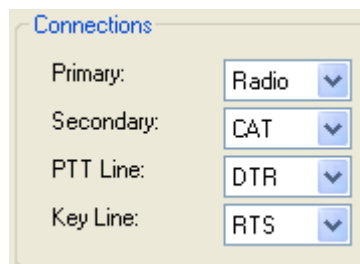 Connections
Primary: Radio
Secondary: CAT
PTT Line: DTR
Key Line: RTS